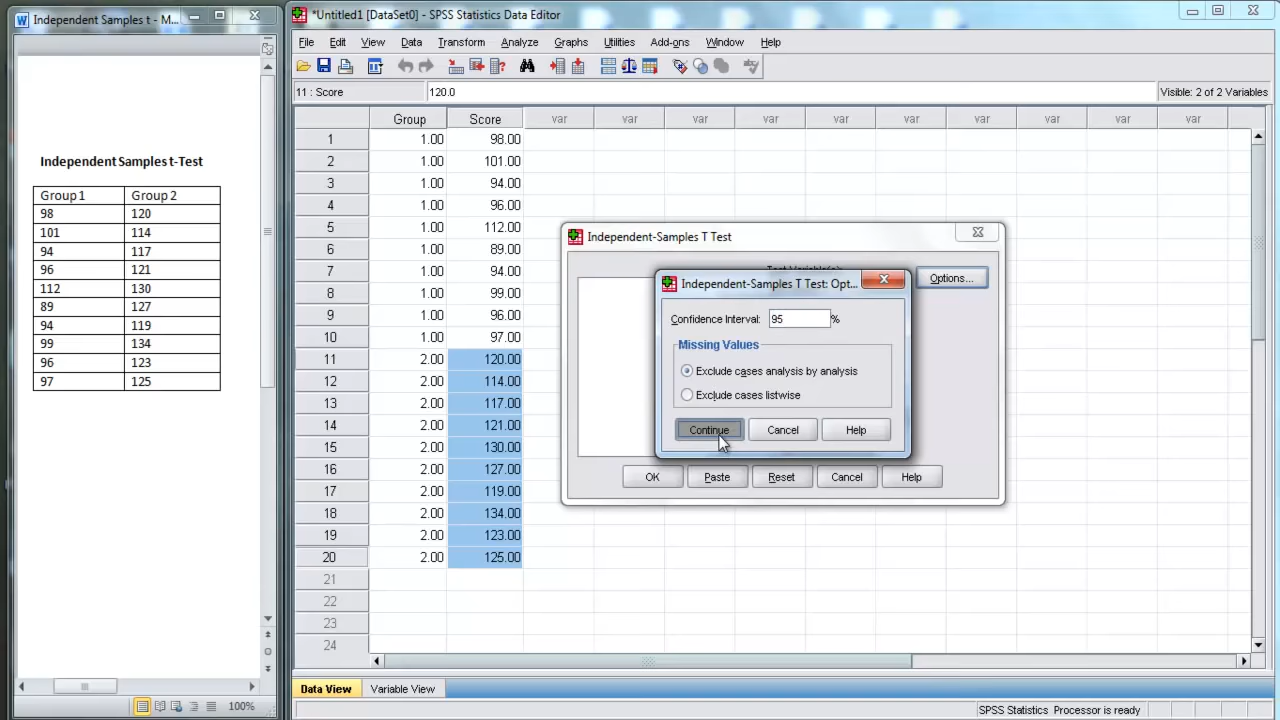 Independent Samples t - M...
Independent Samples t-Test
Group 1 Group 2
98 120
101 114
94 117
96 121
112 130
89 127
94 119
99 134
96 123
97 125
100%
*Untitled1 [DataSet0] - SPSS Statistics Data Editor
File Edit View Data Transform Analyze Graphs Utilities Add-ons Window Help
11 : Score 120.0 Visible: 2 of 2 Variables
Group Score var var var var var var var var var var
1 1.00 98.00
2 1.00 101.00
3 1.00 94.00
4 1.00 96.00
5 1.00 112.00
6 1.00 89.00
7 1.00 94.00
8 1.00 99.00
9 1.00 96.00
10 1.00 97.00
11 2.00 120.00
12 2.00 114.00
13 2.00 117.00
14 2.00 121.00
15 2.00 130.00
16 2.00 127.00
17 2.00 119.00
18 2.00 134.00
19 2.00 123.00
20 2.00 125.00
21
22
23
24
Independent-Samples T Test
Test Variable(s):
Options...
Independent-Samples T Test: Opt...
Confidence Interval: 95 %
Missing Values
Exclude cases analysis by analysis
Exclude cases listwise
Continue Cancel Help
OK Paste Reset Cancel Help
Data View Variable View
SPSS Statistics Processor is ready